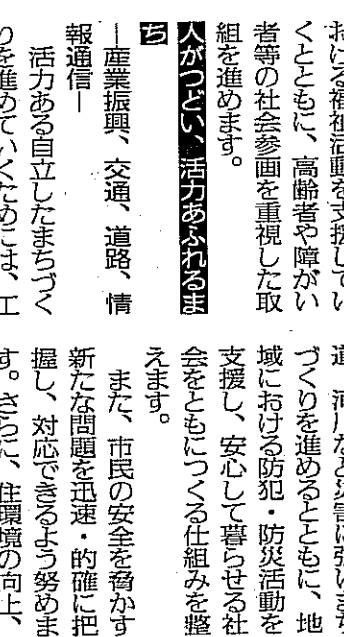 おける福祉活動を支援してい
くとともに、高齢者や障がい
者等の社会参画を重視した取
組を進めます。
人がつどい、活力あふれるま
ち
―産業振興、交通、道路、情
報通信―
活力ある自立したまちづく
りを進めていくためには、工
道、河川など災害に強いまち
づくりを進めるとともに、地
域における防犯・防災活動を
支援し、安心して暮らせる社
会をともにつくる仕組みを整
えます。
また、市民の安全を脅かす
新たな問題を迅速・的確に把
握し、対応できるよう努めま
す。さらに、住環境の向上、